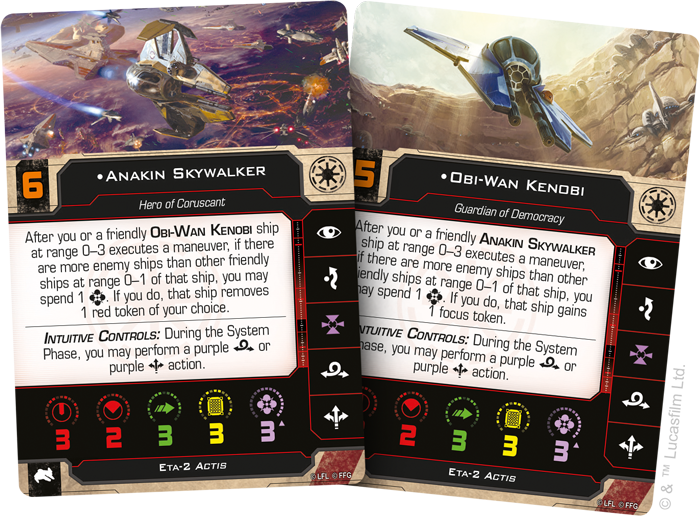 6
•Anakin Skywalker
Hero of Coruscant
After you or a friendly Obi-Wan Kenobi ship
at range 0–3 executes a maneuver, if there
are more enemy ships than other friendly
ships at range 0–1 of that ship, you may
spend 1 . If you do, that ship removes
1 red token of your choice.
Intuitive Controls: During the System
Phase, you may perform a purple or
purple action.
3 2 3 3 3
Eta-2 Actis
©LFL ©FFG
5
•Obi-Wan Kenobi
Guardian of Democracy
After you or a friendly Anakin Skywalker
ship at range 0–3 executes a maneuver,
if there are more enemy ships than other
iendly ships at range 0–1 of that ship, you
may spend 1 . If you do, that ship gains
1 focus token.
ntuitive Controls: During the System
hase, you may perform a purple or
purple action.
2 3 3 3
Eta-2 Actis
©LFL ©FFG
© & ™ Lucasfilm Ltd.